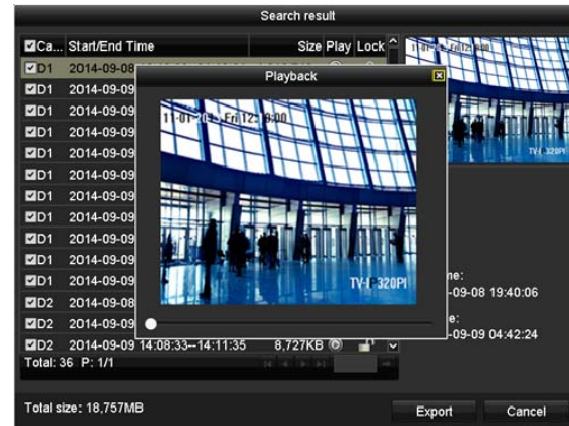 Search result
Ca... Start/End Time Size Play Lock
D1 2014-09-08
Playback
D1 2014-09-09
D1 2014-09-09
D1 2014-09-09
D1 2014-09-09
D1 2014-09-09
D1 2014-09-09
D1 2014-09-09
D1 2014-09-09
D1 2014-09-09
D1 2014-09-09
D2 2014-09-08
D2 2014-09-09
D2 2014-09-09 14:08:33--14:11:35 8,727KB
Total: 36 P: 1/1
Fri 12:
TV-IP320PI
TV-IP320PI
me:
-09-08 19:40:06
e:
-09-09 04:42:24
Total size: 18,757MB
Export Cancel